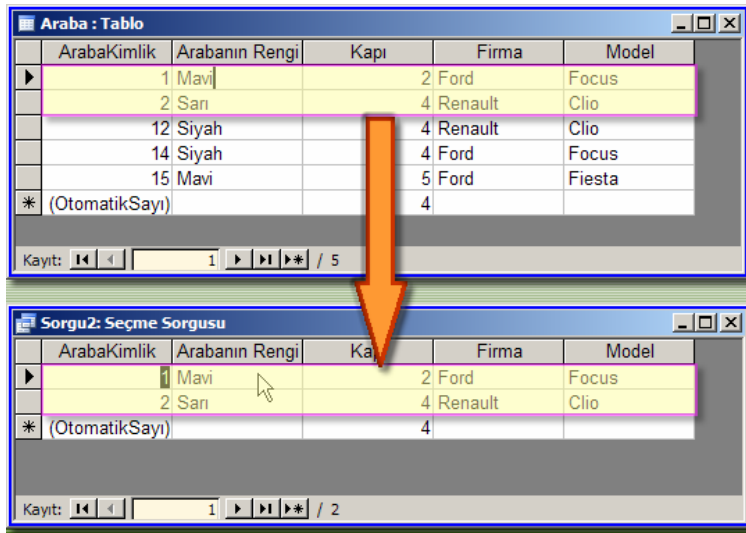 Araba : Tablo
ArabaKimlik Arabanın Rengi Kapı Firma Model
1 Mavi 2 Ford Focus
2 Sarı 4 Renault Clio
12 Siyah 4 Renault Clio
14 Siyah 4 Ford Focus
15 Mavi 5 Ford Fiesta
(OtomatikSayı) 4
Kayıt: 1 / 5
Sorgu2: Seçme Sorgusu
ArabaKimlik Arabanın Rengi Kapı Firma Model
1 Mavi 2 Ford Focus
2 Sarı 4 Renault Clio
(OtomatikSayı) 4
Kayıt: 1 / 2